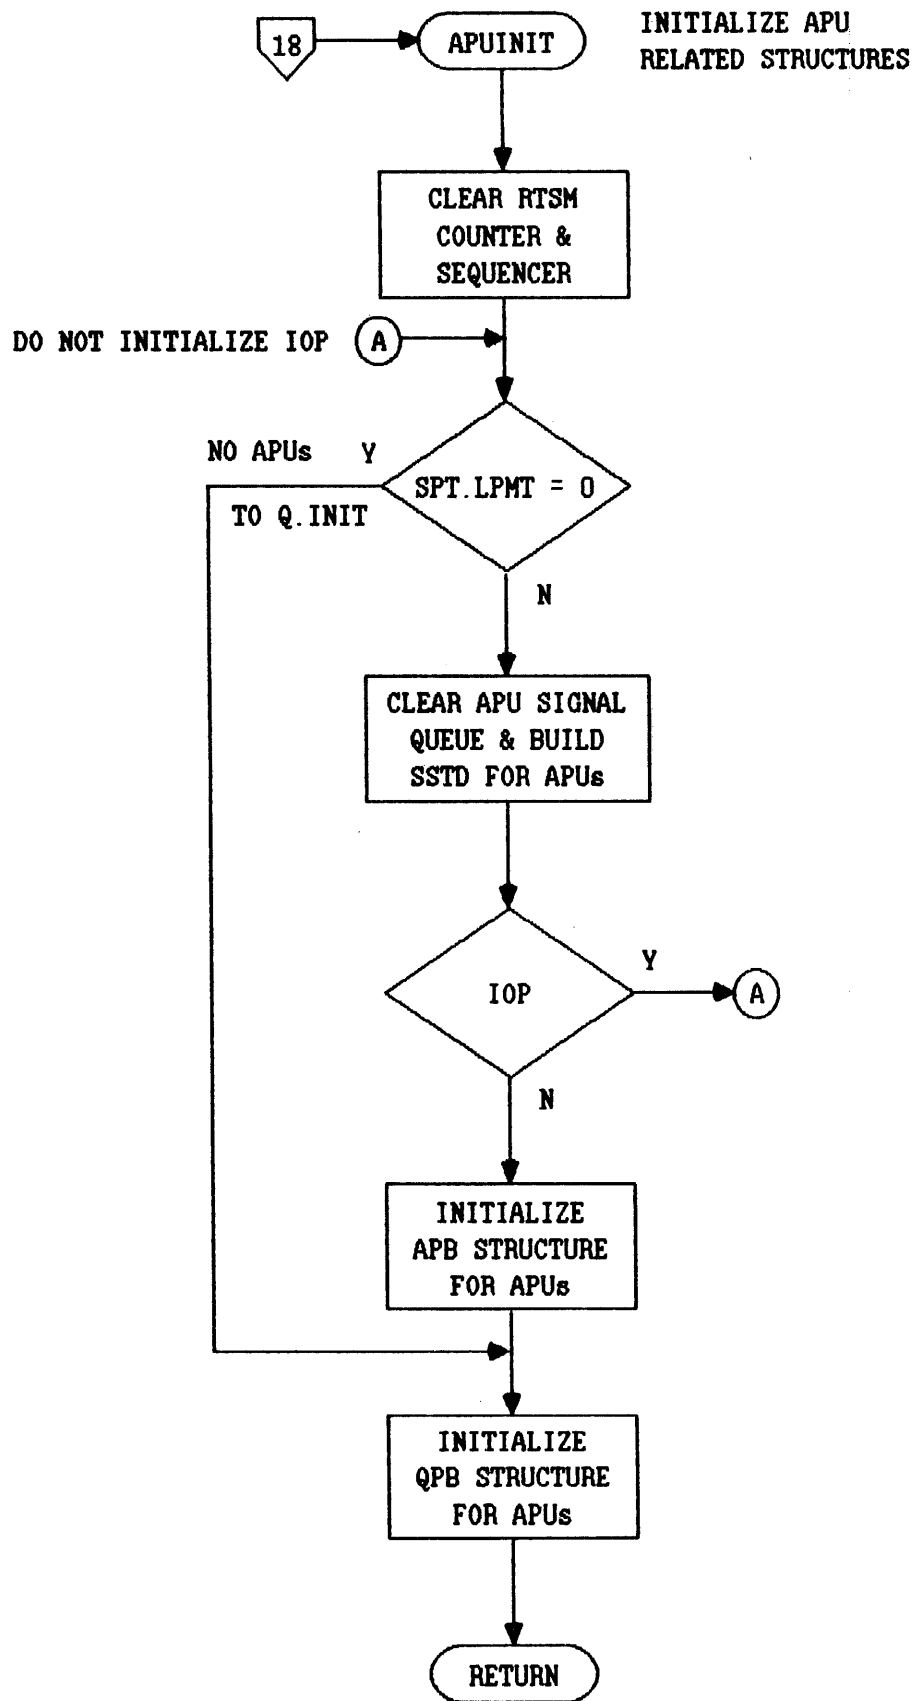 18
APUINIT
INITIALIZE APU
RELATED STRUCTURES
CLEAR RTSM
COUNTER &
SEQUENCER
DO NOT INITIALIZE IOP
A
NO APUs
Y
SPT.LPMT = 0
TO Q.INIT
N
CLEAR APU SIGNAL
QUEUE & BUILD
SSTD FOR APUs
IOP
Y
A
N
INITIALIZE
APB STRUCTURE
FOR APUs
INITIALIZE
QPB STRUCTURE
FOR APUs
RETURN